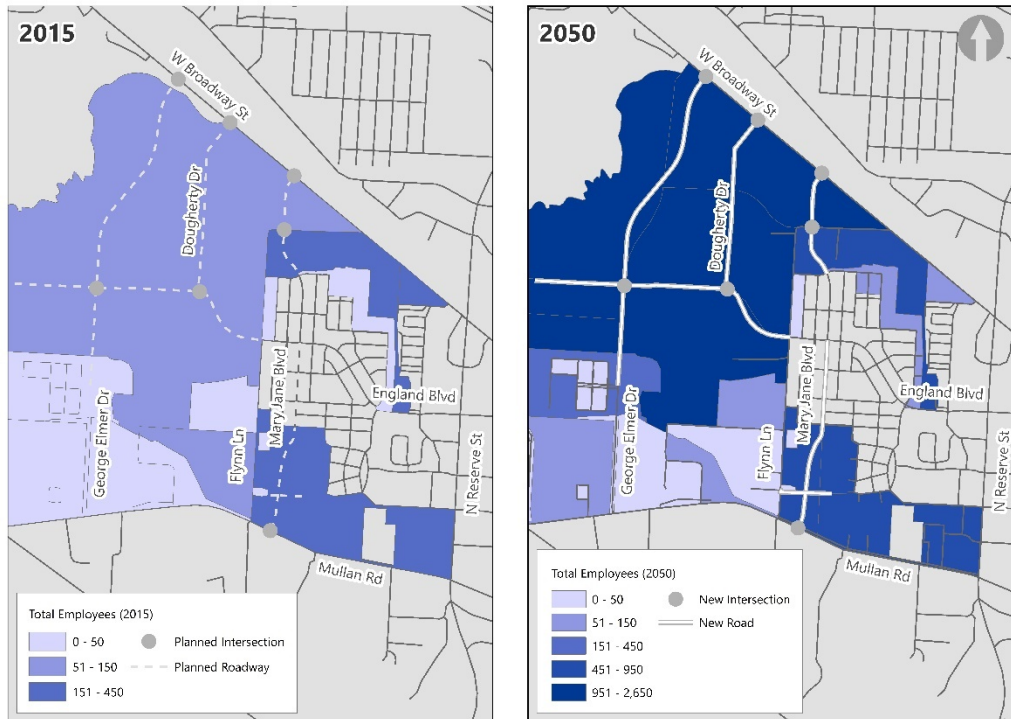 2015
W Broadway St
Dougherty Dr
George Elmer Dr
Flynn Ln
Mary Jane Blvd
England Blvd
N Reserve St
Mullan Rd
Total Employees (2015)
0 - 50
51 - 150
151 - 450
Planned Intersection
Planned Roadway
2050
W Broadway St
Dougherty Dr
George Elmer Dr
Flynn Ln
Mary Jane Blvd
England Blvd
N Reserve St
Mullan Rd
Total Employees (2050)
0 - 50
51 - 150
151 - 450
451 - 950
951 - 2,650
New Intersection
New Road